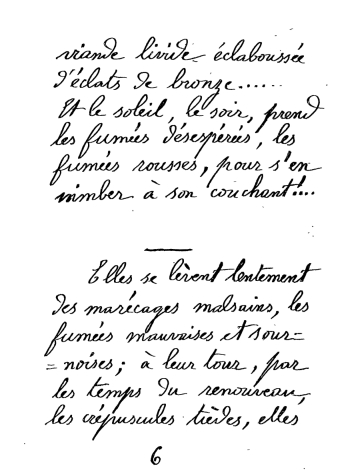 viande livide éclaboussée
d'éclats de bronze......
Et le soleil, le soir, prend
les fumées désespérées, les
fumées rousses, pour s'en
nimber à son couchant!...
Elles se lèvent lentement
des marécages malsains, les
fumées mauvaises et sour=
=noises; à leur tour, par
les temps du renouveau,
les crépuscules tièdes, elles
6